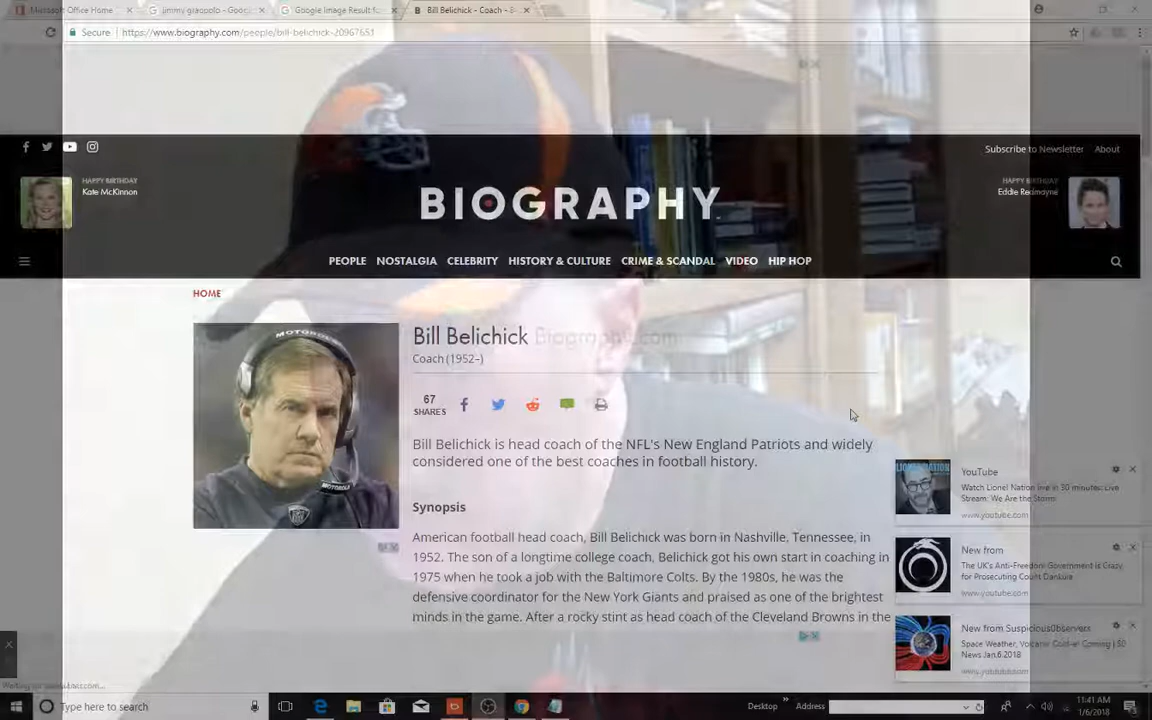 Microsoft Office Home
jimmy graoppolo - Goo
Google Image Result fo
Bill Belichick - Coach - B
Secure
https://www.biography.com/people/bill-belichick-20967651
Subscribe to Newsletter
About
HAPPY BIRTHDAY
Kate McKinnon
HAPPY BIRTHDAY
Eddie Redmayne
BIOGRAPHY
PEOPLE NOSTALGIA CELEBRITY HISTORY & CULTURE CRIME & SCANDAL VIDEO HIP HOP
HOME
MOTOROLA
MOTOROLA
Bill Belichick Biography.com
Coach (1952–)
67
SHARES
Bill Belichick is head coach of the NFL's New England Patriots and widely
considered one of the best coaches in football history.
Synopsis
American football head coach, Bill Belichick was born in Nashville, Tennessee, in
1952. The son of a longtime college coach, Belichick got his own start in coaching in
1975 when he took a job with the Baltimore Colts. By the 1980s, he was the
defensive coordinator for the New York Giants and praised as one of the brightest
minds in the game. After a rocky stint as head coach of the Cleveland Browns in the
YouTube
Watch Lionel Nation live in 30 minutes: Live
Stream: We Are the Storm
www.youtube.com
New from
The UK's Anti-Freedom Government is Crazy
for Prosecuting Count Dankula
www.youtube.com
New from Suspicious0bservers
Space Weather, | S0
News Jan.6.2018
www.youtube.com
Type here to search
Desktop
Address
11:41 AM
1/6/2018